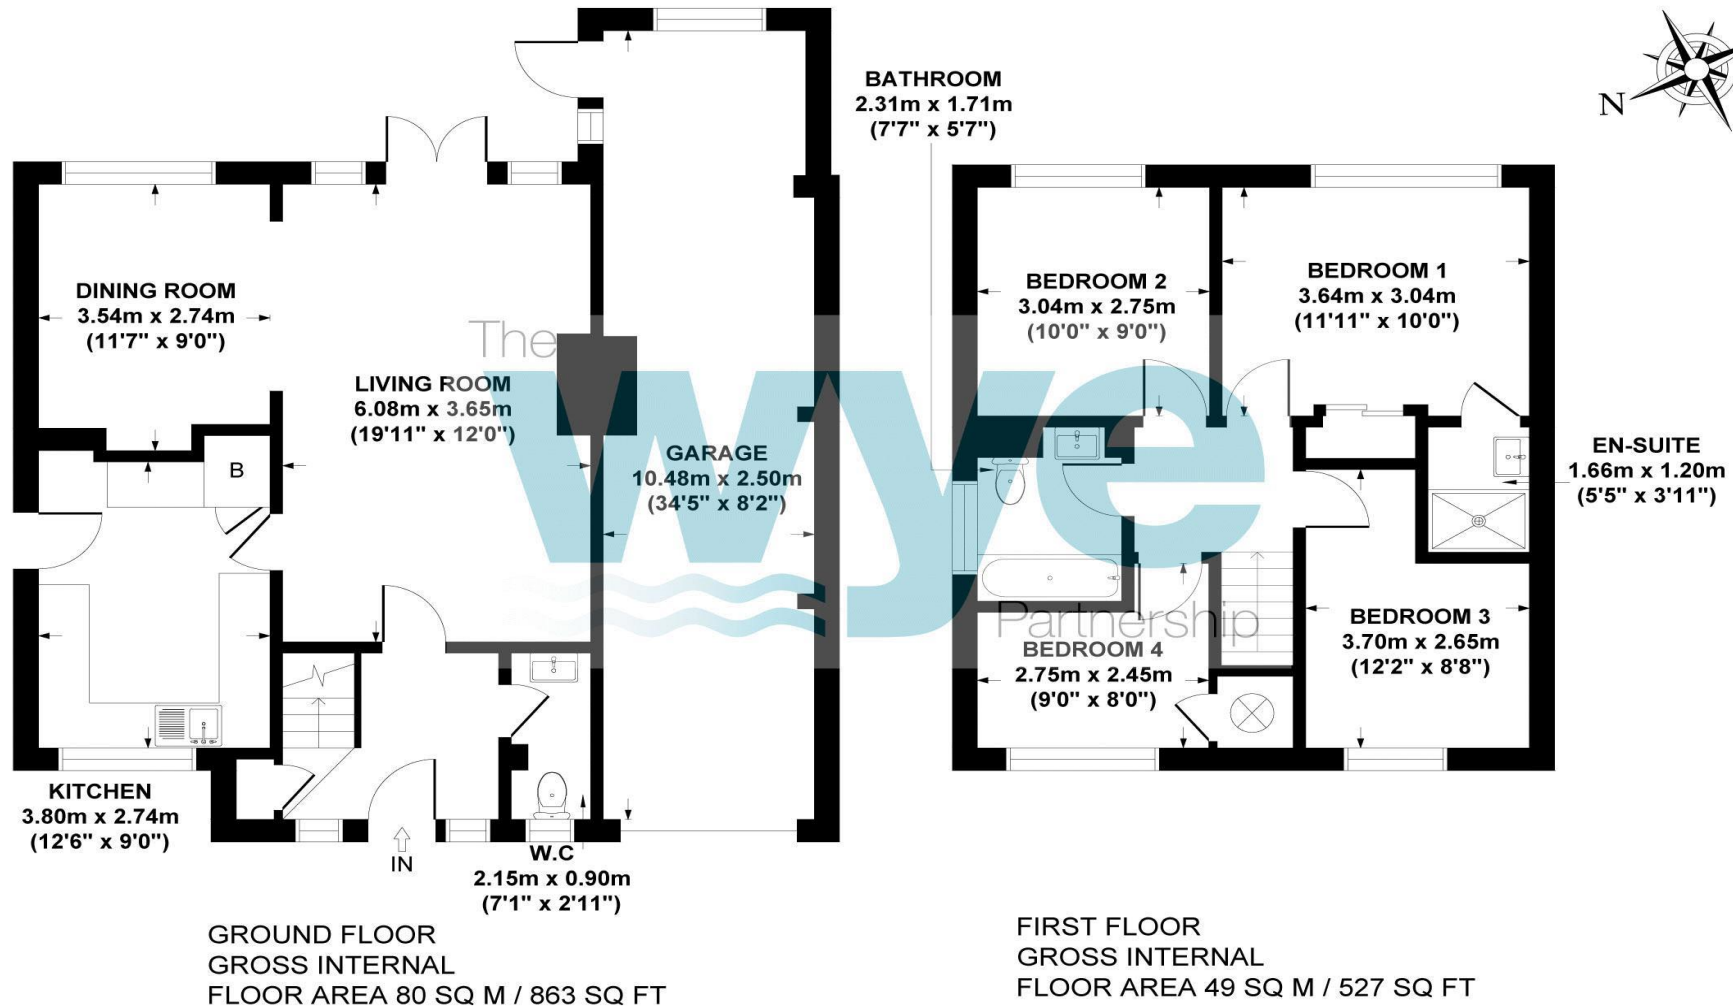 BATHROOM
2.31m x 1.71m
(7'7" x 5'7")
N
DINING ROOM
3.54m x 2.74m
(11'7" x 9'0")
LIVING ROOM
6.08m x 3.65m
(19'11" x 12'0")
B
GARAGE
10.48m x 2.50m
(34'5" x 8'2")
BEDROOM 2
3.04m x 2.75m
(10'0" x 9'0")
BEDROOM 1
3.64m x 3.04m
(11'11" x 10'0")
EN-SUITE
1.66m x 1.20m
(5'5" x 3'11")
The
wye
Partnership
BEDROOM 3
3.70m x 2.65m
(12'2" x 8'8")
BEDROOM 4
2.75m x 2.45m
(9'0" x 8'0")
KITCHEN
3.80m x 2.74m
(12'6" x 9'0")
IN
W.C
2.15m x 0.90m
(7'1" x 2'11")
GROUND FLOOR
GROSS INTERNAL
FLOOR AREA 80 SQ M / 863 SQ FT
FIRST FLOOR
GROSS INTERNAL
FLOOR AREA 49 SQ M / 527 SQ FT